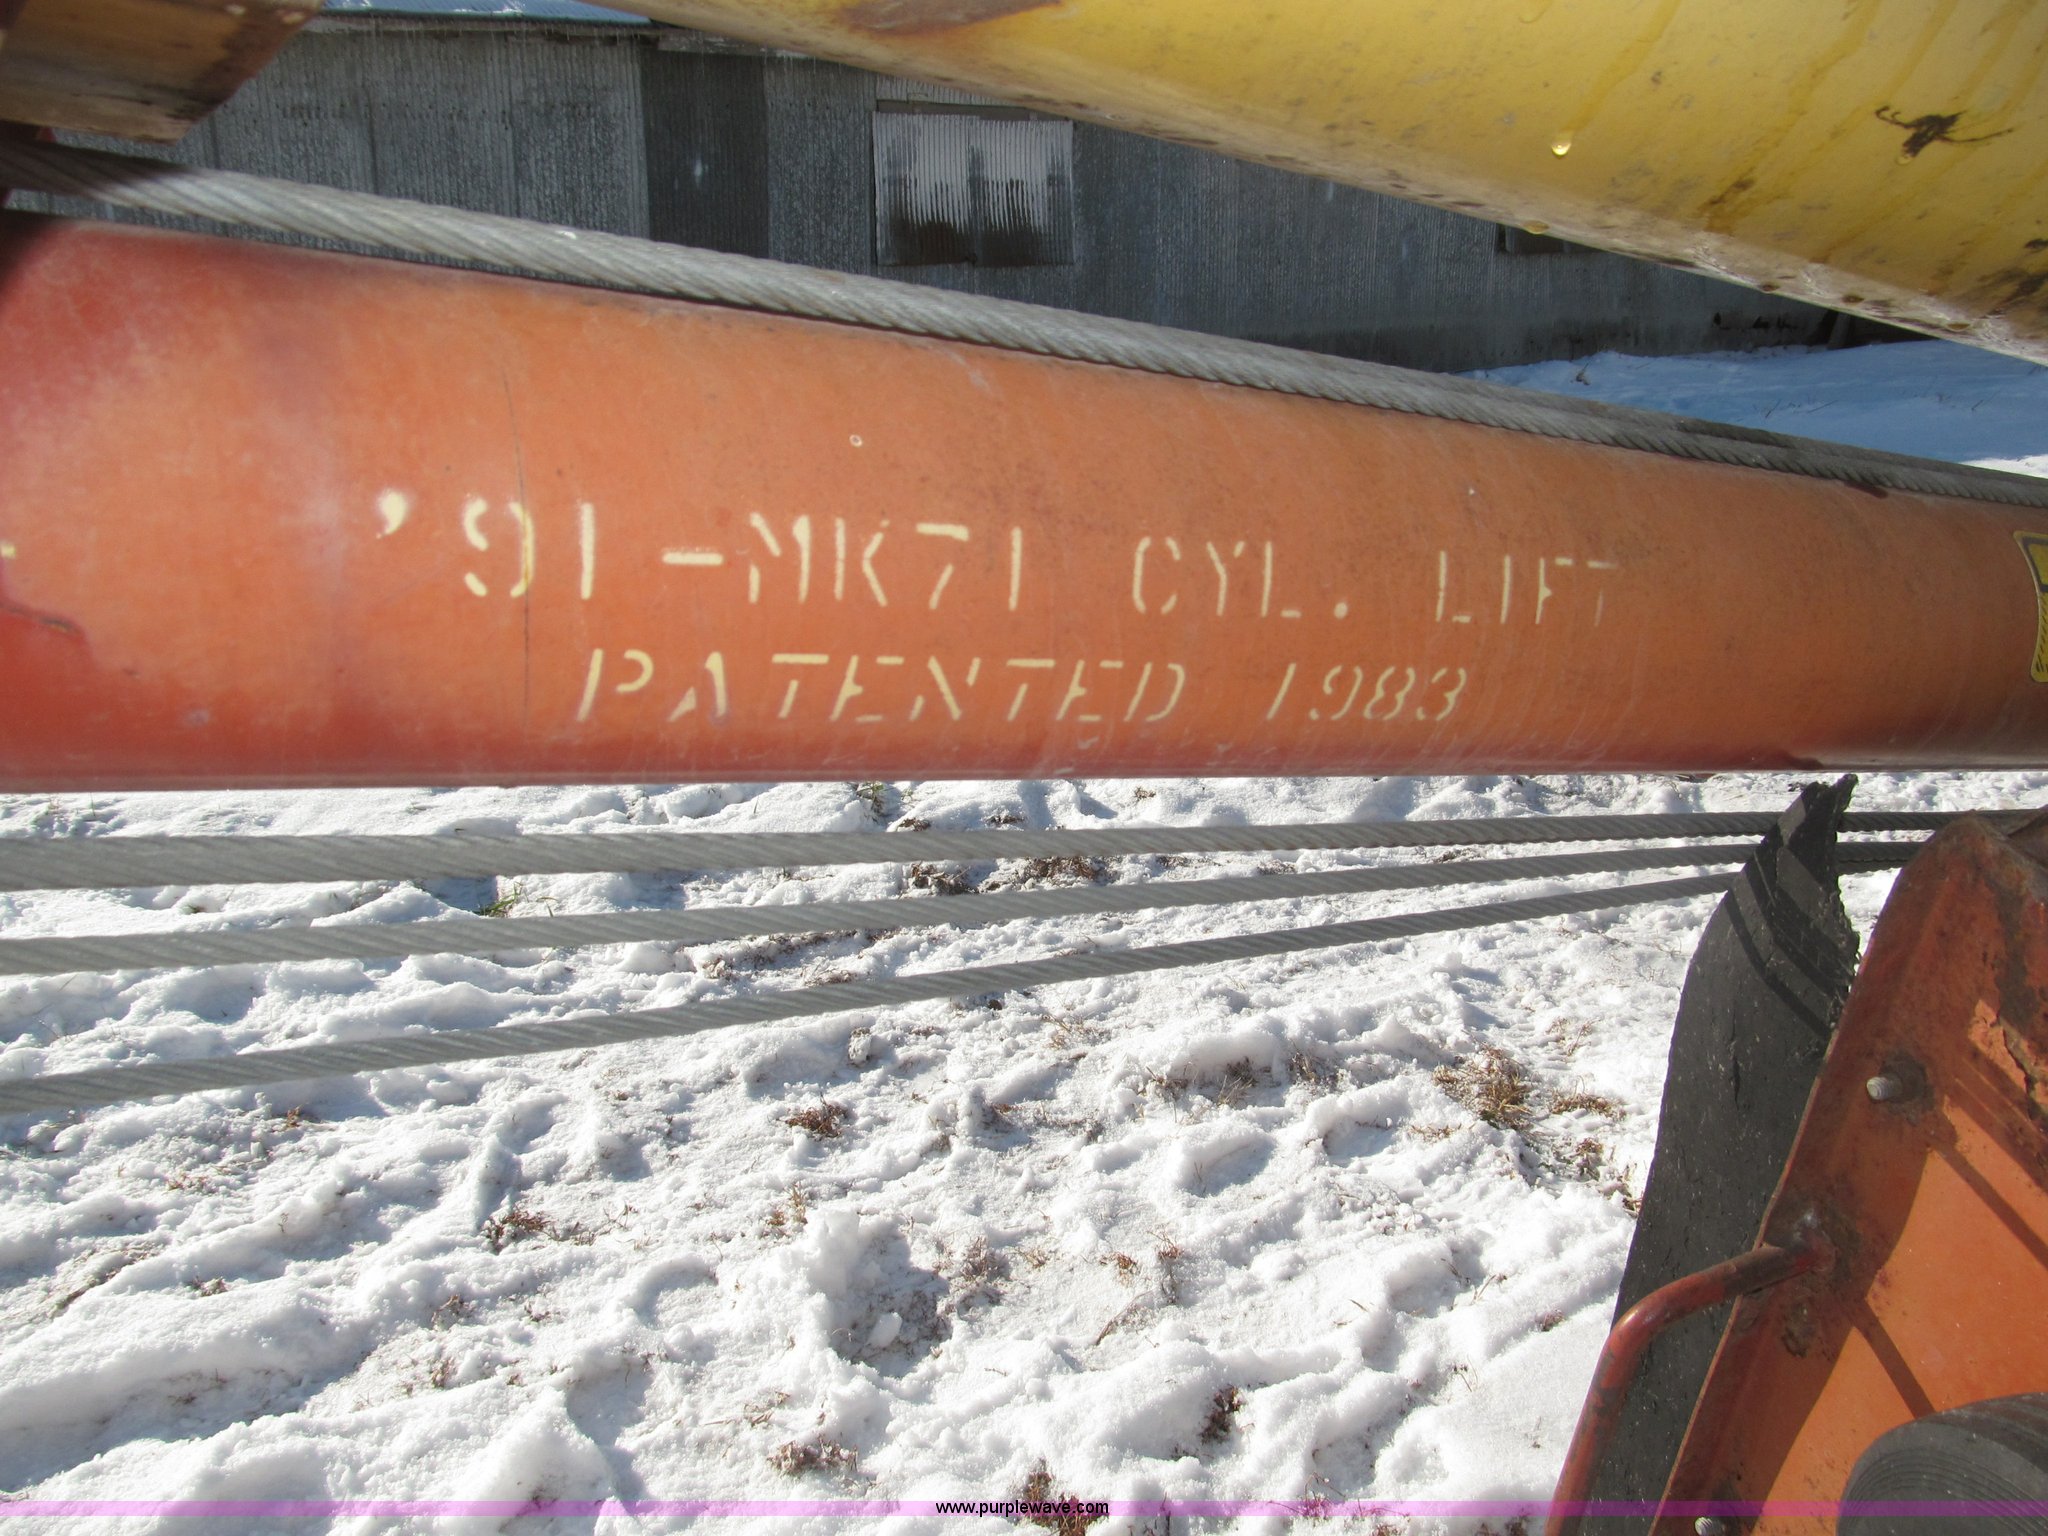 '91-MK71 CYL. LIFT
PATENTED 1983
www.purplewave.com